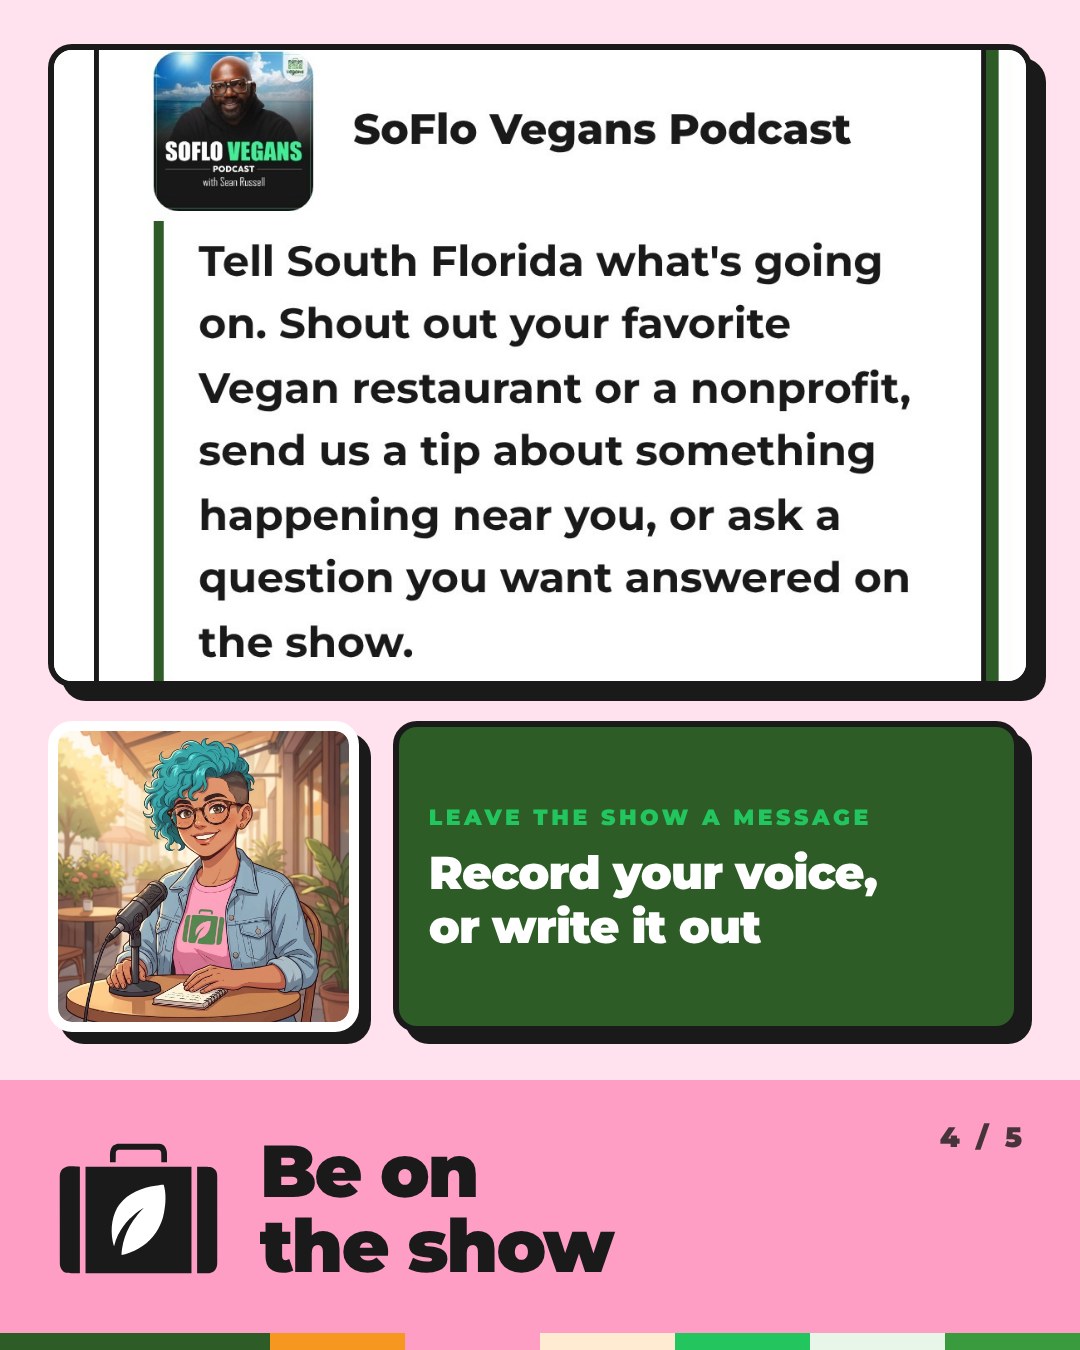 SOFLO VEGANS
PODCAST
with Sean Russell
SoFlo Vegans Podcast
Tell South Florida what's going
on. Shout out your favorite
Vegan restaurant or a nonprofit,
send us a tip about something
happening near you, or ask a
question you want answered on
the show.
LEAVE THE SHOW A MESSAGE
Record your voice,
or write it out
4 / 5
Be on
the show